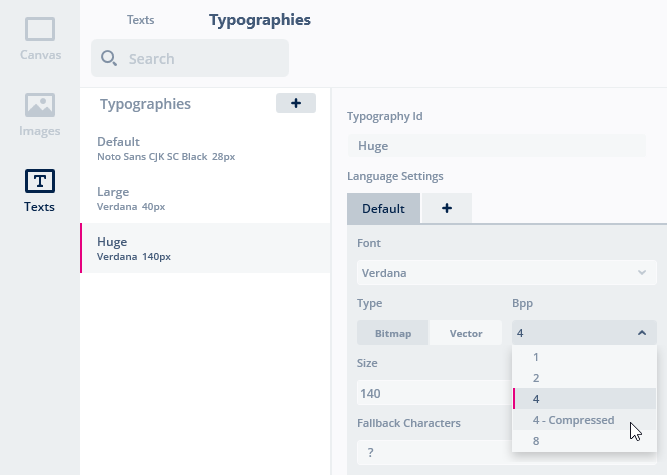 Canvas
Images
Texts
Texts Typographies
Search
Typographies +
Default
Noto Sans CJK SC Black 28px
Large
Verdana 40px
Huge
Verdana 140px
Typography Id
Huge
Language Settings
Default +
Font
Verdana
Type Bpp
Bitmap Vector 4
1
2
4
4 - Compressed
8
Size
140
Fallback Characters
?